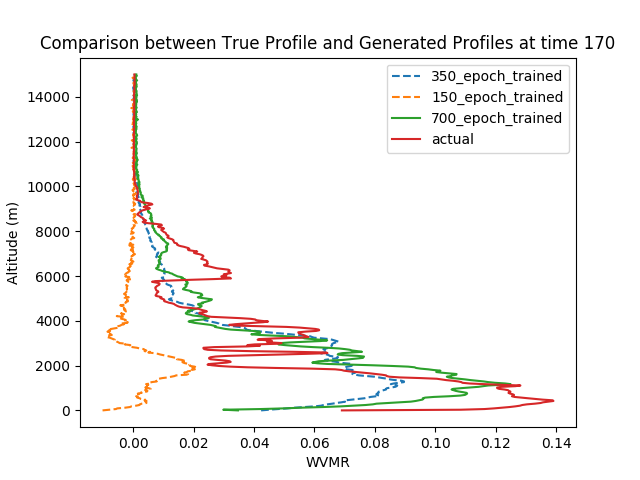 Comparison between True Profile and Generated Profiles at time 170
350_epoch_trained
150_epoch_trained
700_epoch_trained
actual
Altitude (m)
14000
12000
10000
8000
6000
4000
2000
0
0.00 0.02 0.04 0.06 0.08 0.10 0.12 0.14
WVMR